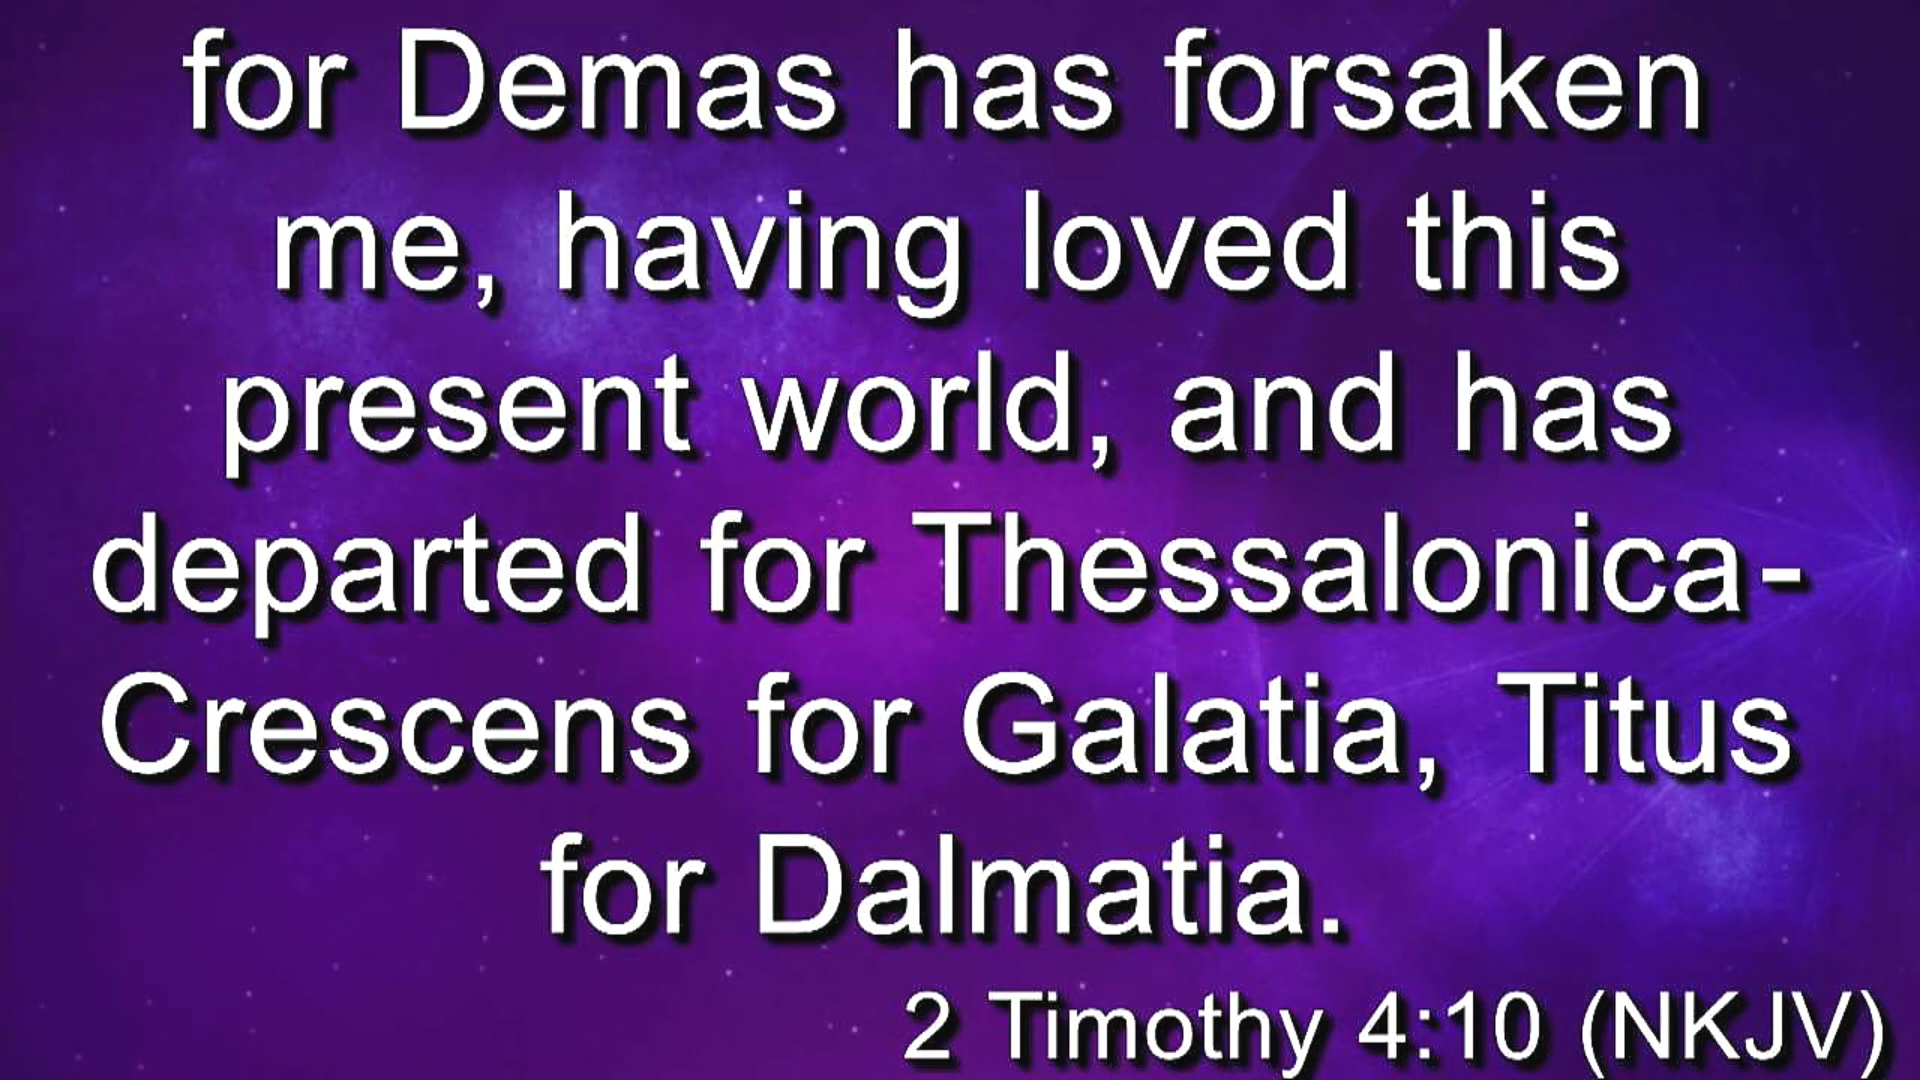 for Demas has forsaken
me, having loved this
present world, and has
departed for Thessalonica-
Crescens for Galatia, Titus
for Dalmatia.
2 Timothy 4:10 (NKJV)